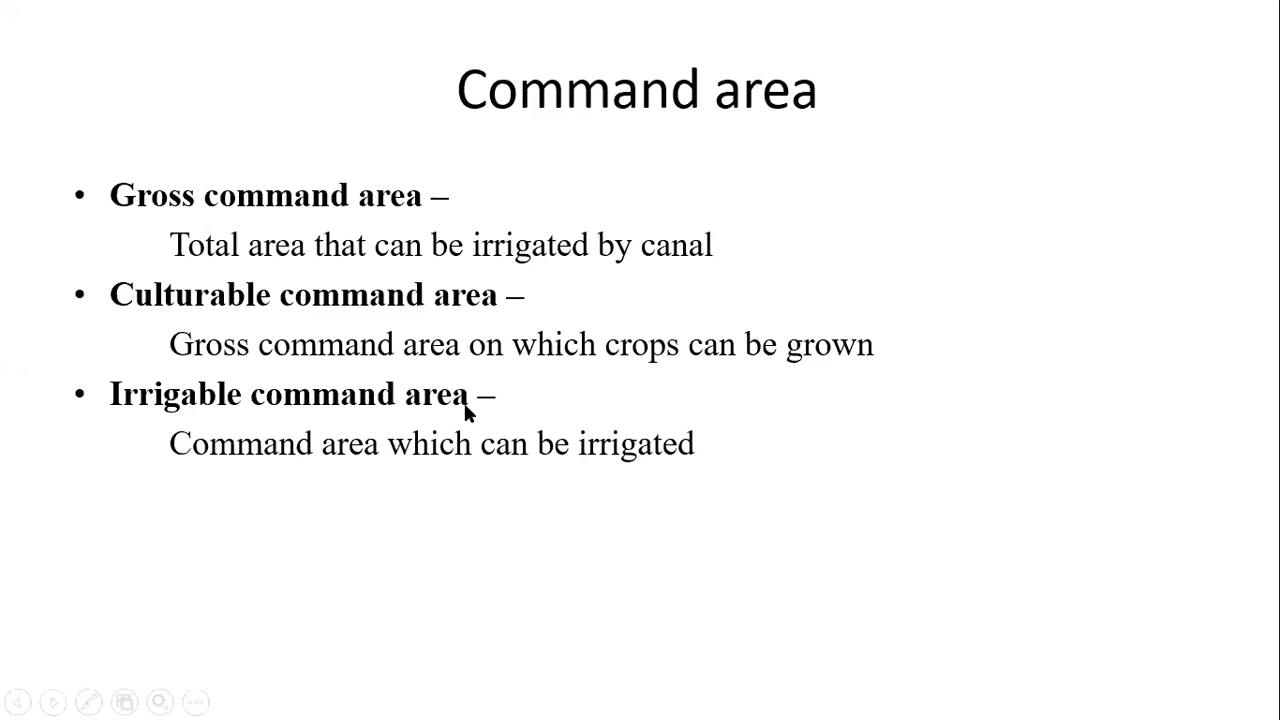 Command area
• Gross command area –
Total area that can be irrigated by canal
• Culturable command area –
Gross command area on which crops can be grown
• Irrigable command area –
Command area which can be irrigated